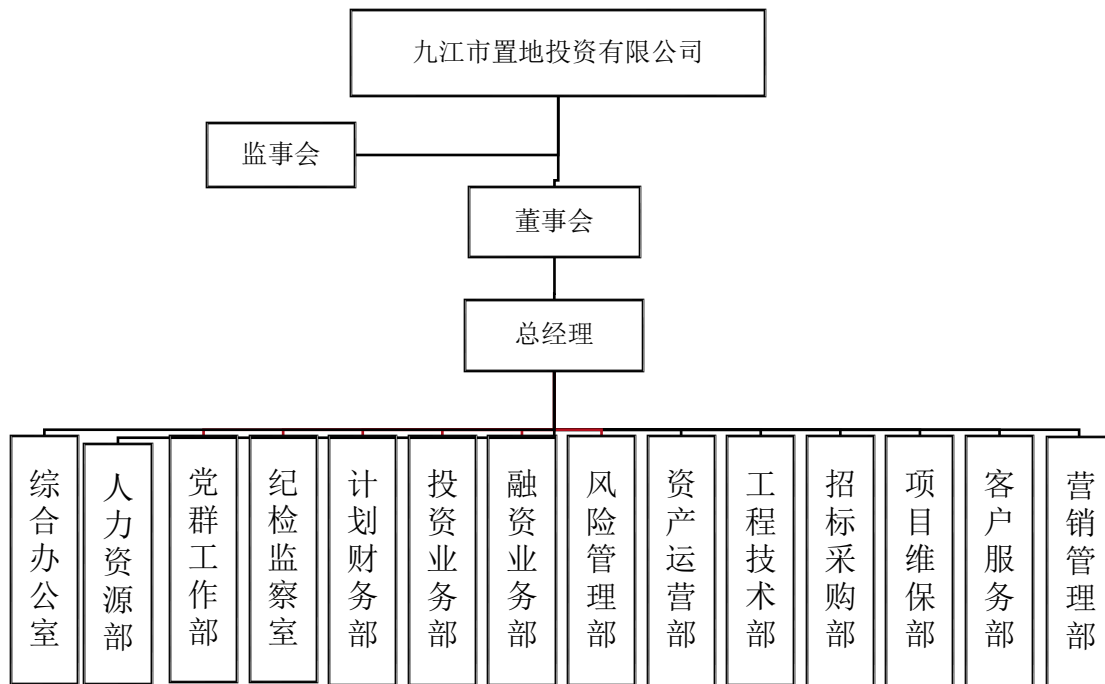 九江市置地投资有限公司
监事会
董事会
总经理
综合办公室
人力资源部
党群工作部
纪检监察室
计划财务部
投资业务部
融资业务部
风险管理部
资产运营部
工程技术部
招标采购部
项目维保部
客户服务部
营销管理部